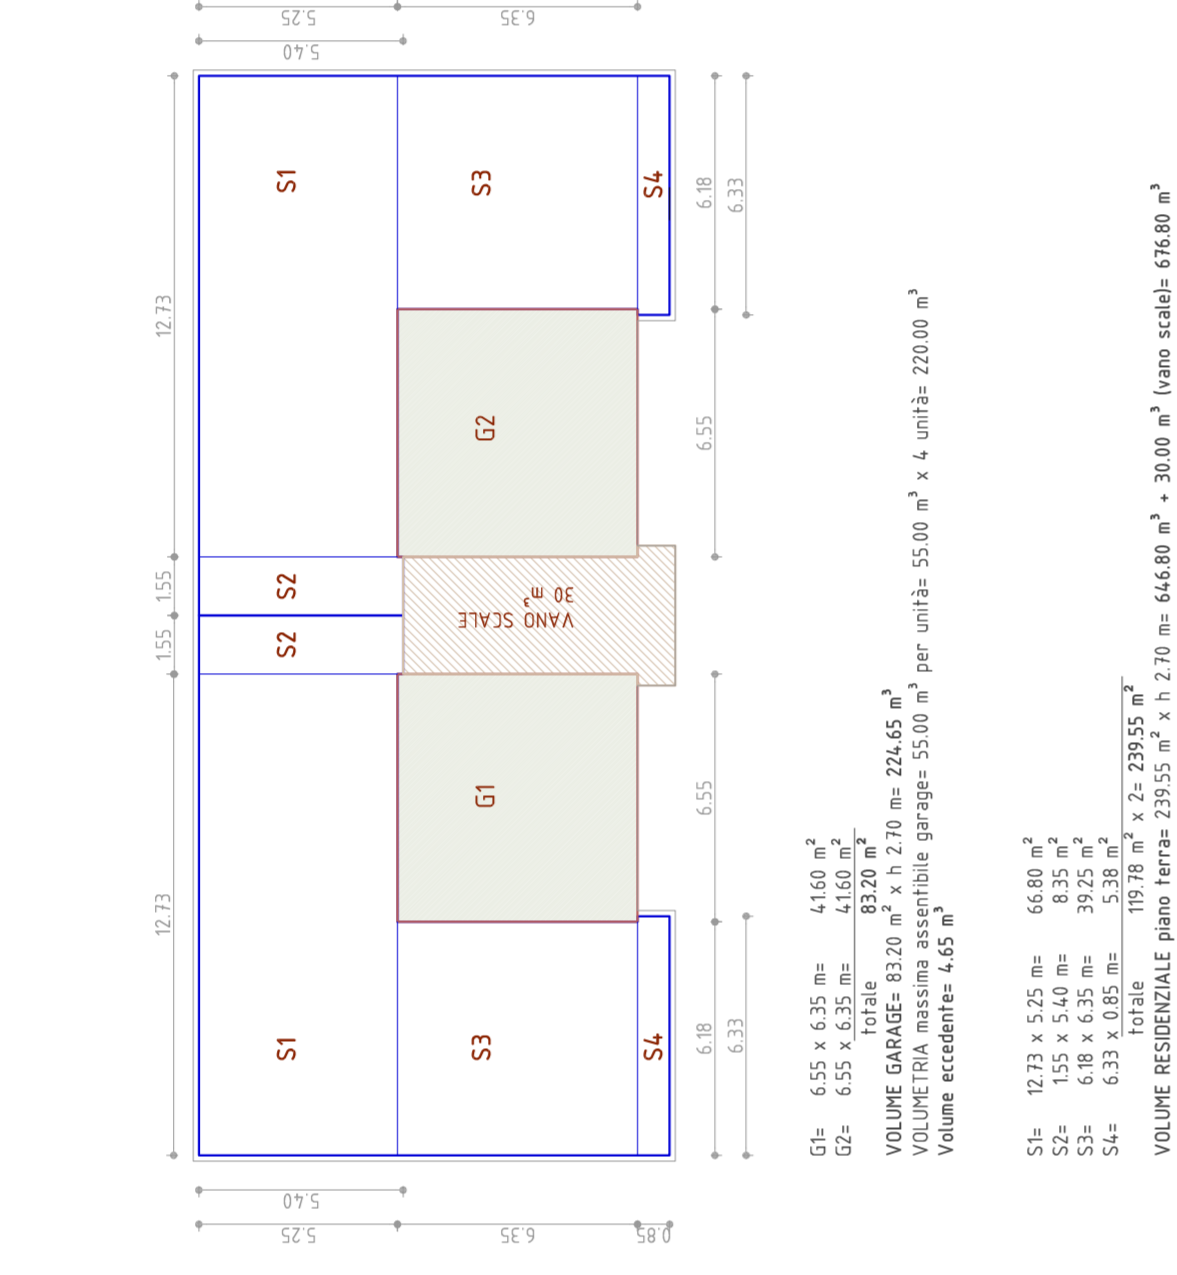 5.25
6.35
5.40
12.73
1.55
1.55
12.73
S1
S3
S4
S2
S2
S1
S3
S4
G2
G1
VANO SCALE
30 m³
6.18
6.33
6.55
6.55
6.18
6.33
5.40
5.25
6.35
0.85
G1= 6.55 x 6.35 m= 41.60 m²
G2= 6.55 x 6.35 m= 41.60 m²
totale 83.20 m²
VOLUME GARAGE= 83.20 m² x h 2.70 m= 224.65 m³
VOLUMETRIA massima assentibile garage= 55.00 m³ per unità= 55.00 m³ x 4 unità= 220.00 m³
Volume eccedente= 4.65 m³
S1= 12.73 x 5.25 m= 66.80 m²
S2= 1.55 x 5.40 m= 8.35 m²
S3= 6.18 x 6.35 m= 39.25 m²
S4= 6.33 x 0.85 m= 5.38 m²
totale 119.78 m² x 2= 239.55 m²
VOLUME RESIDENZIALE piano terra= 239.55 m² x h 2.70 m= 646.80 m³ + 30.00 m³ (vano scale)= 676.80 m³